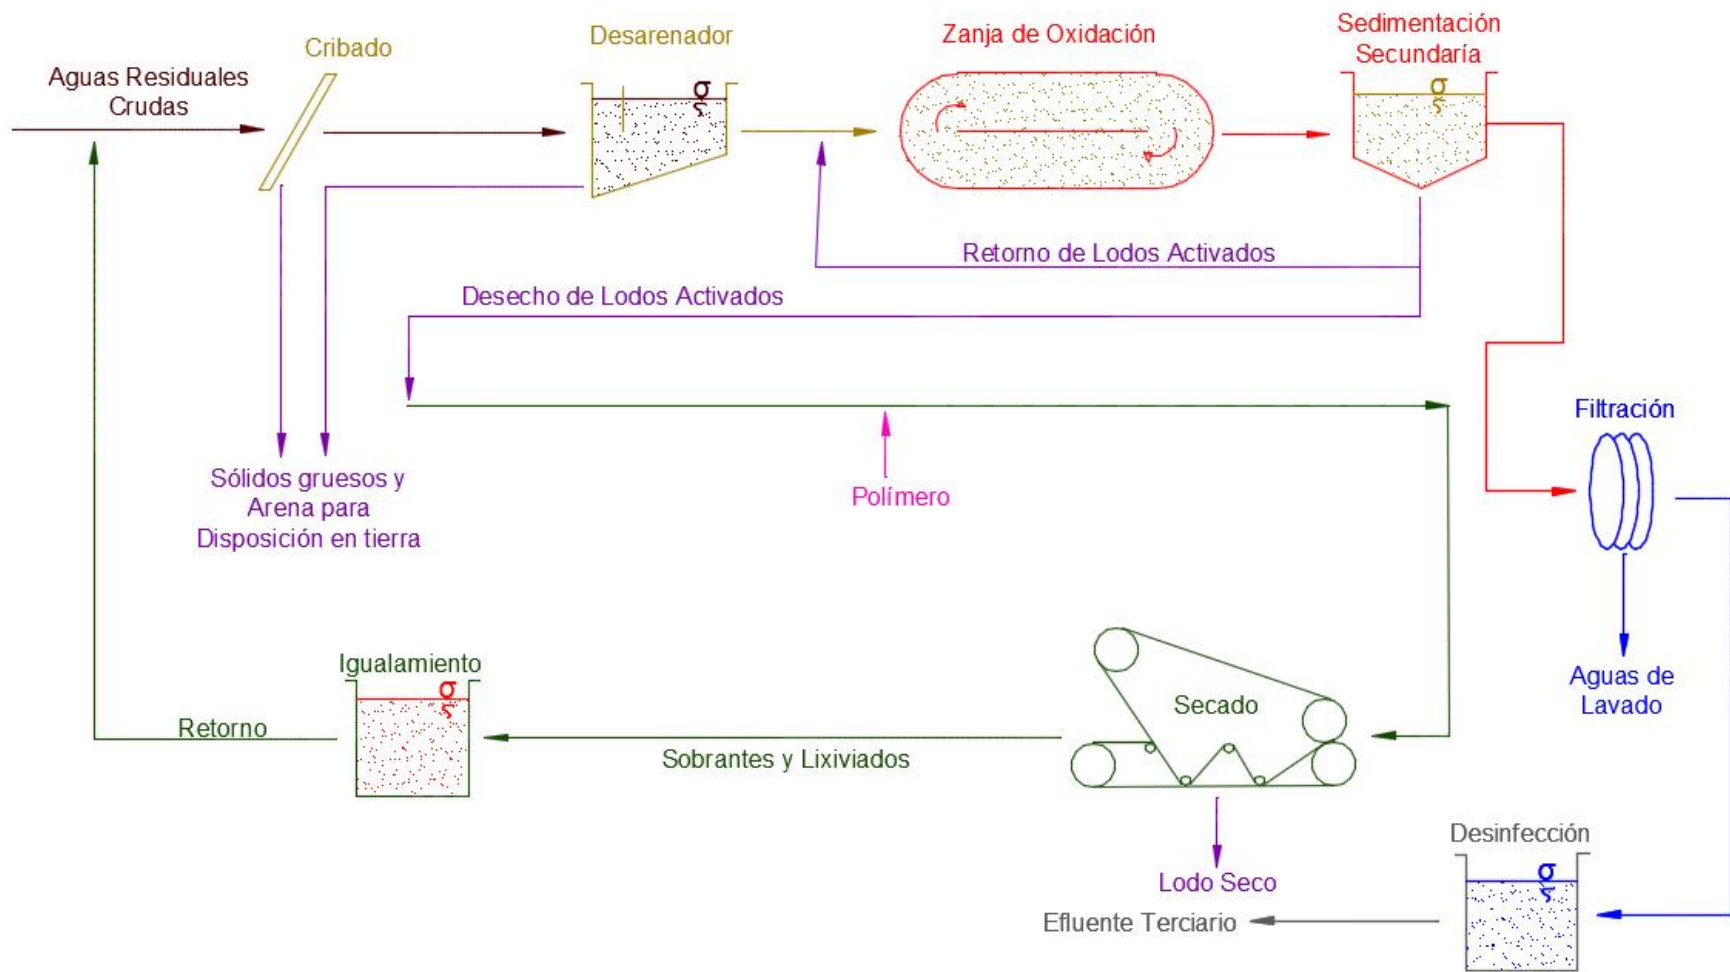 Aguas Residuales
Crudas
Cribado
Desarenador
Zanja de Oxidación
Sedimentación
Secundaría
Retorno de Lodos Activados
Desecho de Lodos Activados
Polímero
Sólidos gruesos y
Arena para
Disposición en tierra
Filtración
Aguas de
Lavado
Igualamiento
Retorno
Sobrantes y Lixiviados
Secado
Lodo Seco
Desinfección
Efluente Terciario